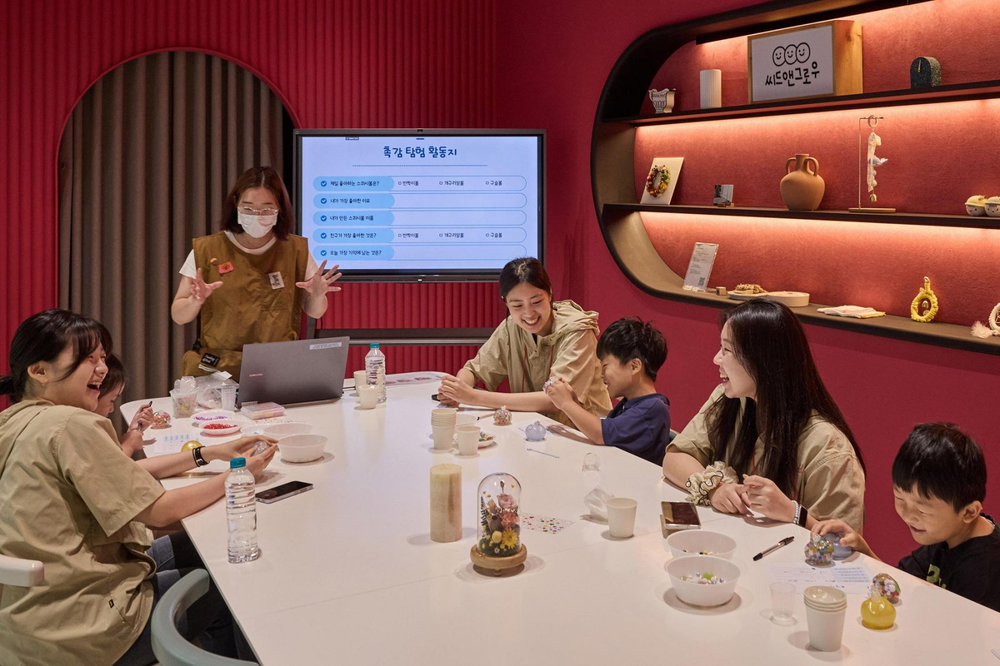 씨드앤그로우
촉감 탐험 활동지
제일 좋아하는 스퀴시볼은? □ 반짝이볼 □ 개구리알볼 □ 구슬볼
내가 가장 좋아한 이유
내가 만든 스퀴시볼 이름
친구가 가장 좋아한 것은? □ 반짝이볼 □ 개구리알볼 □ 구슬볼
오늘 가장 기억에 남는 것은?
SAMSUNG